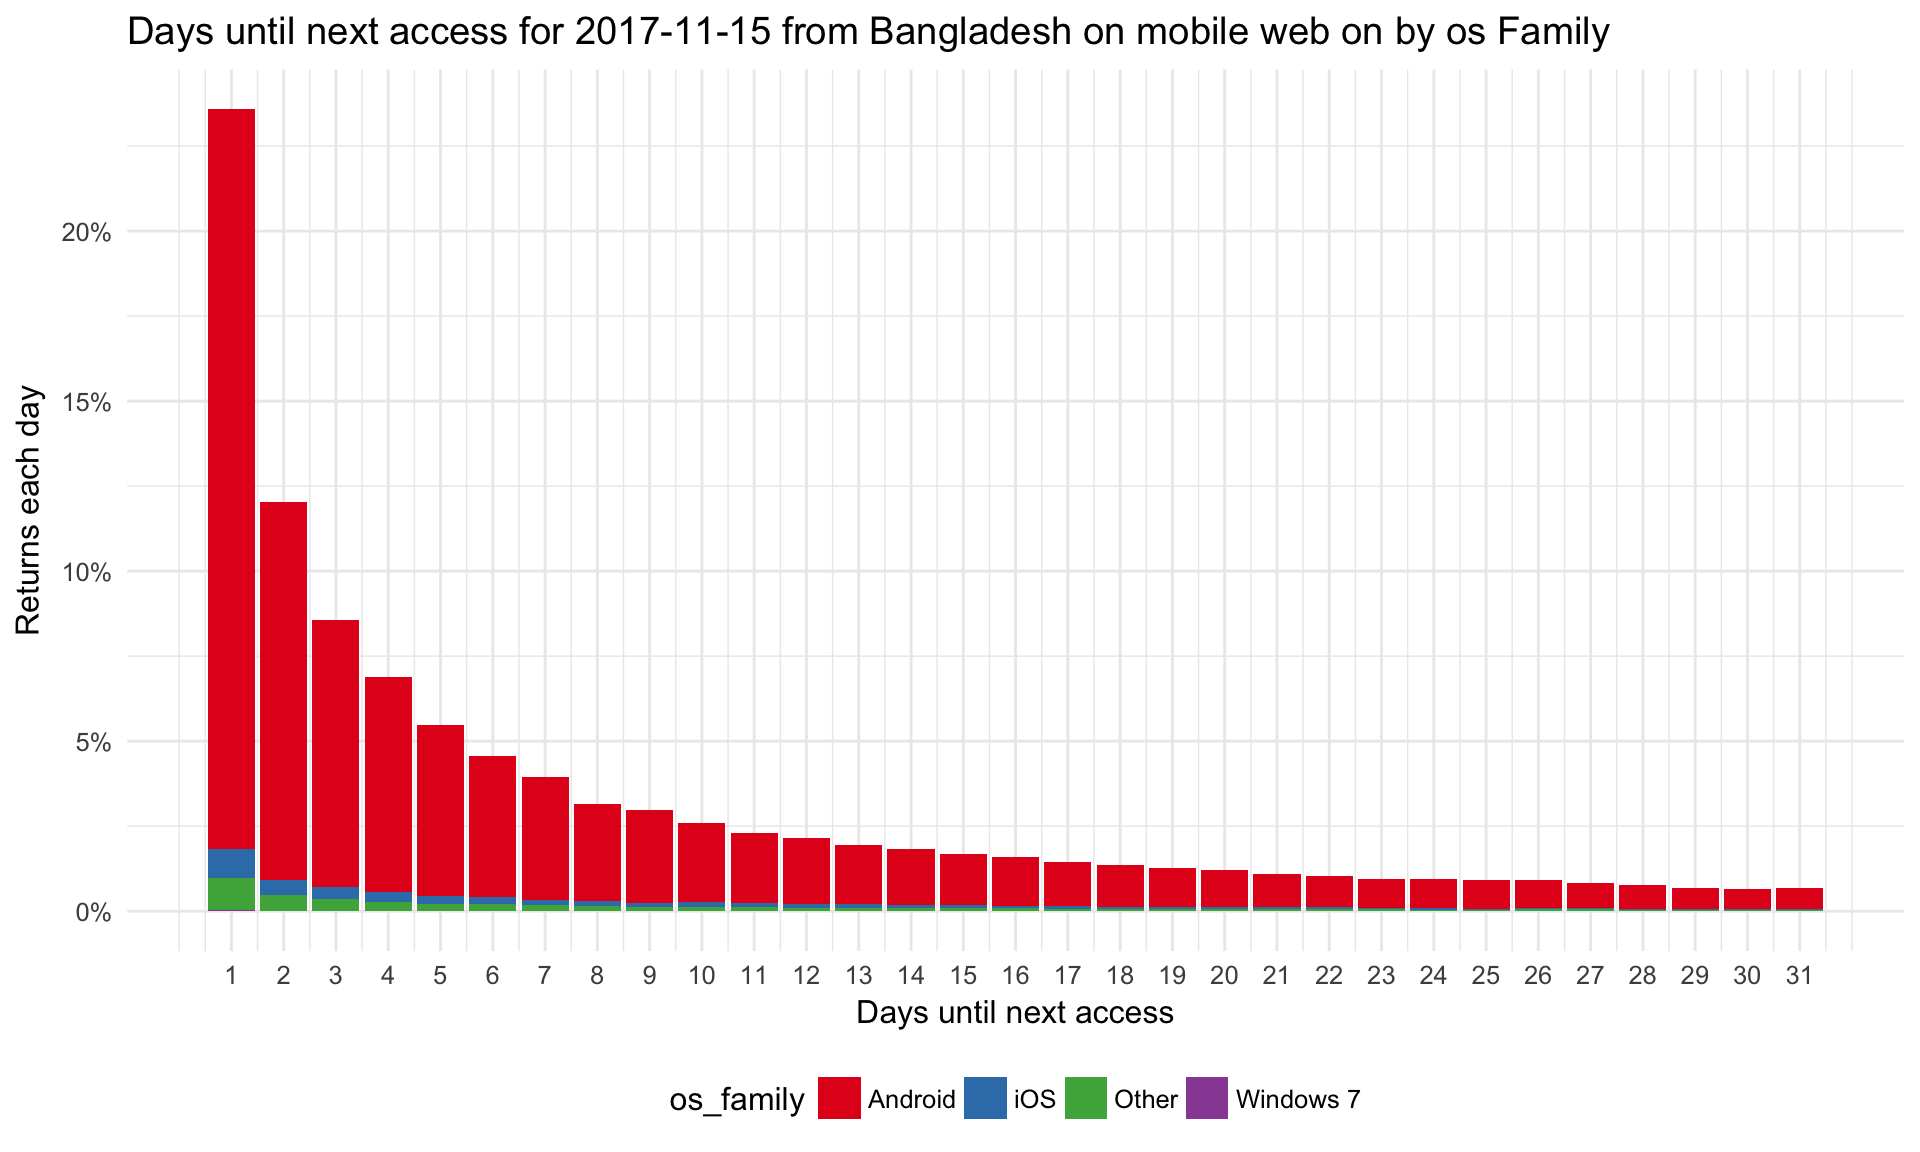 Days until next access for 2017-11-15 from Bangladesh on mobile web on by os Family
Returns each day
20%
15%
10%
5%
0%
1 2 3 4 5 6 7 8 9 10 11 12 13 14 15 16 17 18 19 20 21 22 23 24 25 26 27 28 29 30 31
Days until next access
os_family Android iOS Other Windows 7